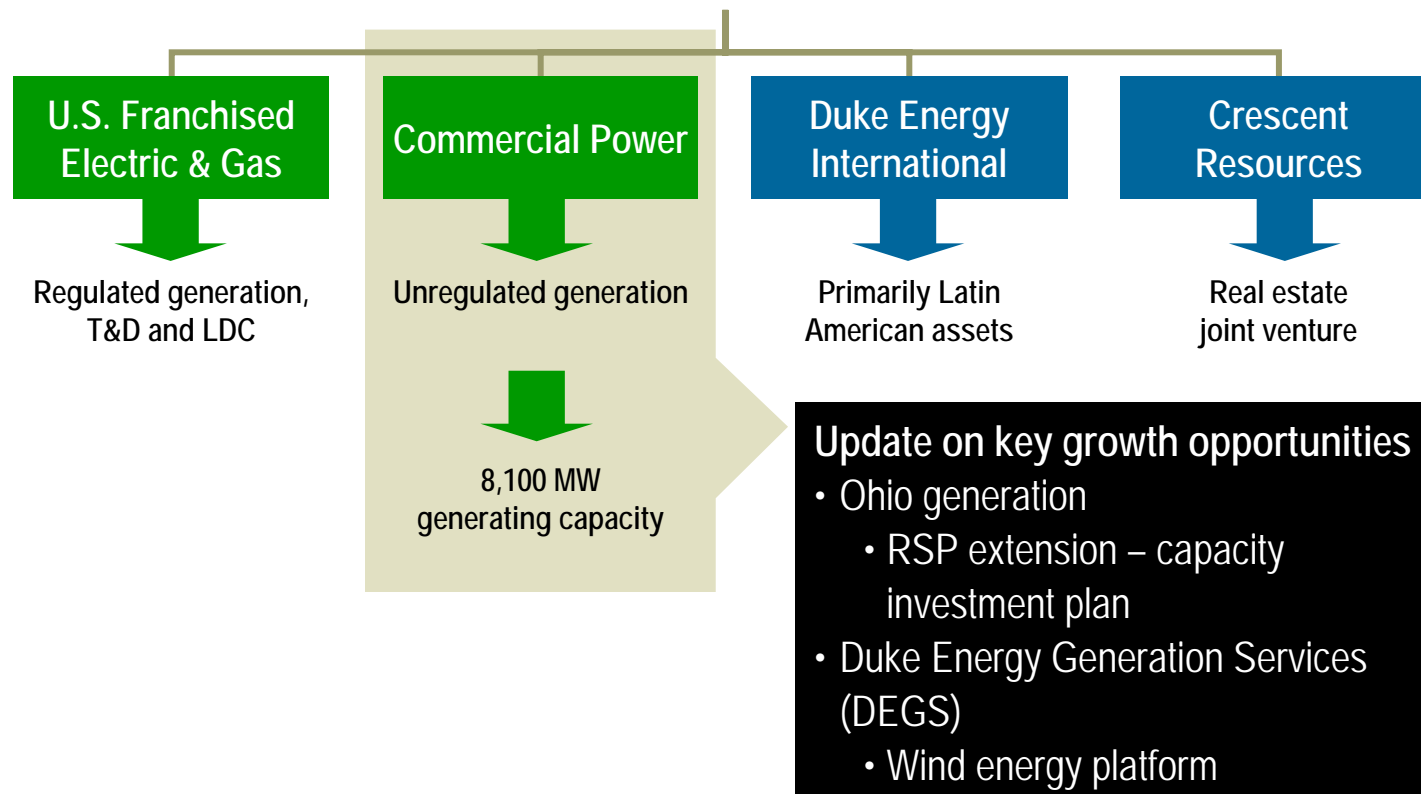 U.S. Franchised
Electric & Gas
Regulated generation,
T&D and LDC
Commercial Power
Unregulated generation
8,100 MW
generating capacity
Duke Energy
International
Primarily Latin
American assets
Crescent
Resources
Real estate
joint venture
Update on key growth opportunities
• Ohio generation
• RSP extension – capacity
investment plan
• Duke Energy Generation Services
(DEGS)
• Wind energy platform